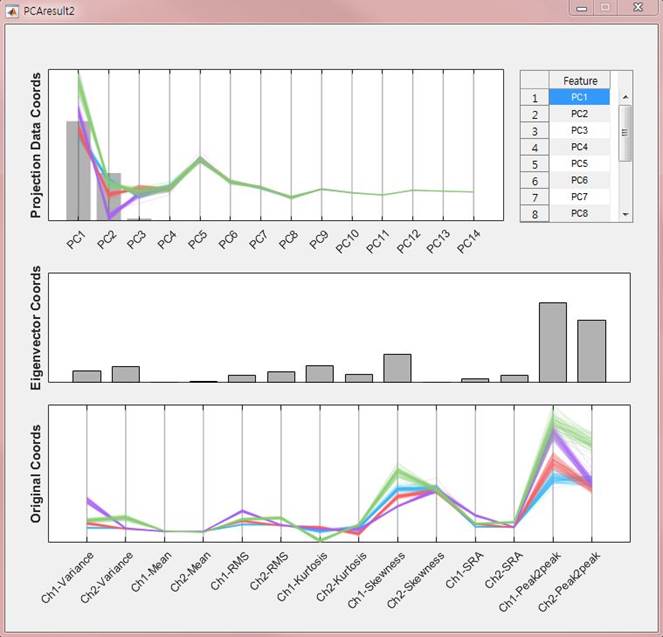 PCAresult2
Projection Data Coords
PC1 PC2 PC3 PC4 PC5 PC6 PC7 PC8 PC9 PC10 PC11 PC12 PC13 PC14
Feature
1 PC1
2 PC2
3 PC3
4 PC4
5 PC5
6 PC6
7 PC7
8 PC8
Eigenvector Coords
Original Coords
Ch1-Variance Ch2-Variance Ch1-Mean Ch2-Mean Ch1-RMS Ch2-RMS Ch1-Kurtosis Ch2-Kurtosis Ch1-Skewness Ch2-Skewness Ch1-SRA Ch2-SRA Ch1-Peak2peak Ch2-Peak2peak